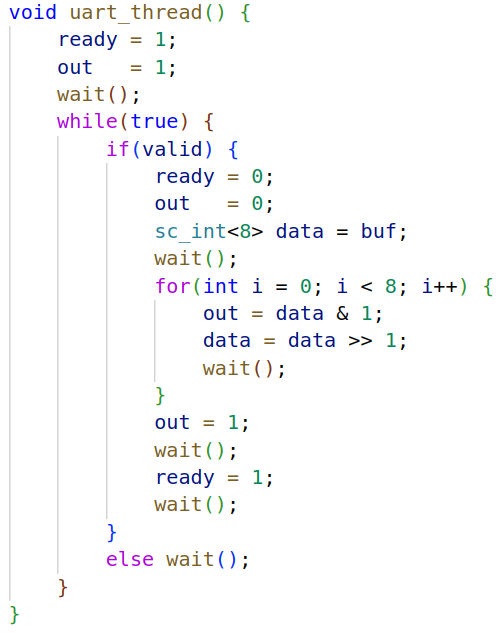 void uart_thread() {
    ready = 1;
    out   = 1;
    wait();
    while(true) {
        if(valid) {
            ready = 0;
            out   = 0;
            sc_int<8> data = buf;
            wait();
            for(int i = 0; i < 8; i++) {
                out = data & 1;
                data = data >> 1;
                wait();
            }
            out = 1;
            wait();
            ready = 1;
            wait();
        }
        else wait();
    }
}